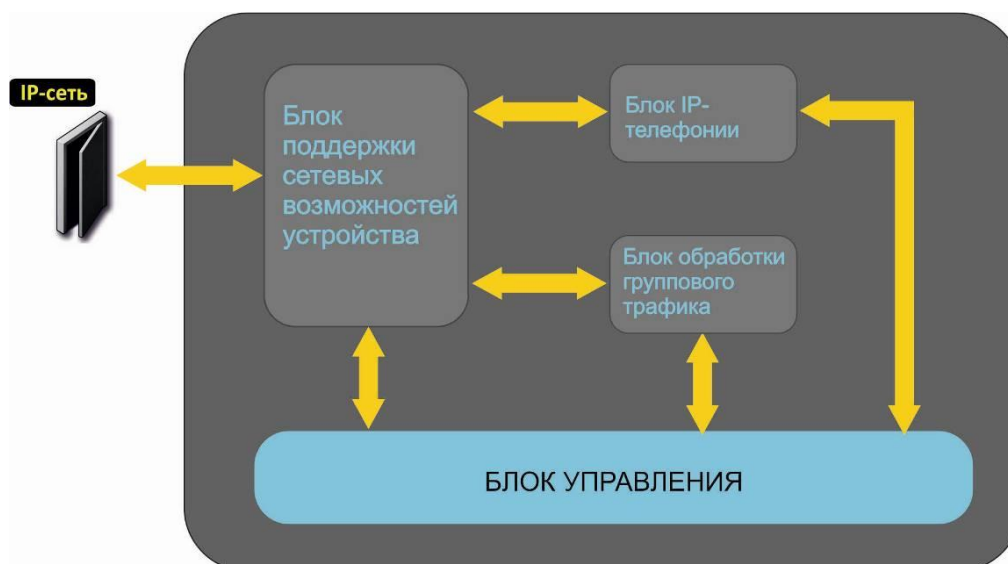 IP-сеть
Блок
поддержки
сетевых
возможностей
устройства
Блок IP-
телефонии
Блок обработки
группового
трафика
БЛОК УПРАВЛЕНИЯ